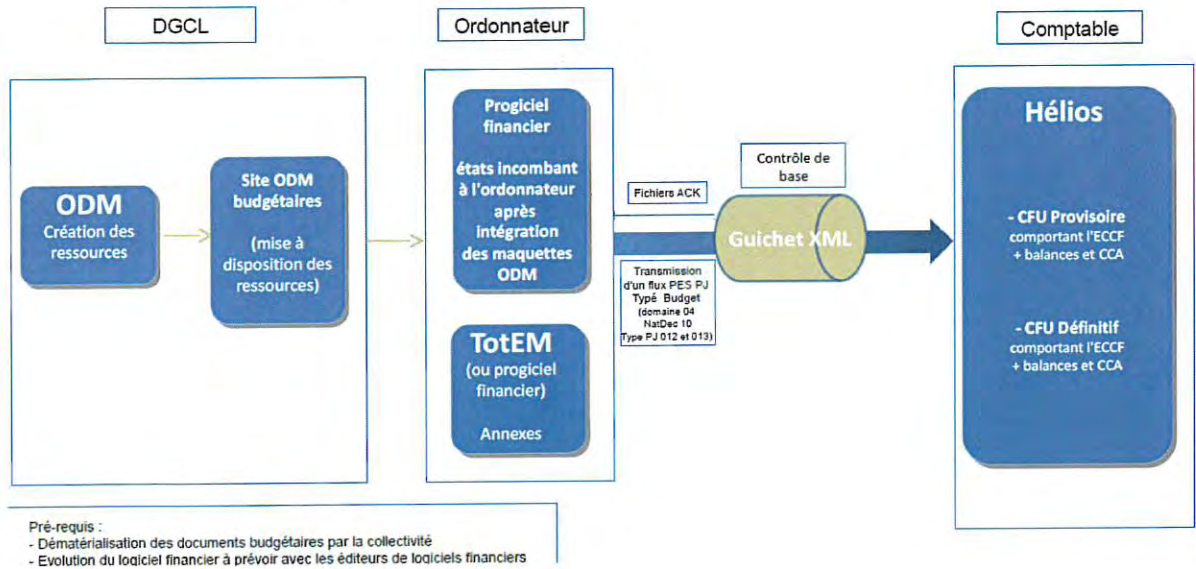 DGCL
Ordonnateur
Comptable
ODM
Création des
ressources
Site ODM
budgétaires
(mise à
disposition des
ressources)
Progiciel
financier
états incombant
à l'ordonnateur
après
intégration
des maquettes
ODM
TotEM
(ou progiciel
financier)
Annexes
Fichiers ACK
Transmission
d'un flux PES PJ
Typé Budget
(domaine 04
NatDec 10
Type PJ 012 et 013)
Contrôle de
base
Guichet XML
Hélios
- CFU Provisoire
comportant l'ECCF
+ balances et CCA
- CFU Définitif
comportant l'ECCF
+ balances et CCA
Pré-requis :
- Dématérialisation des documents budgétaires par la collectivité
- Evolution du logiciel financier à prévoir avec les éditeurs de logiciels financiers